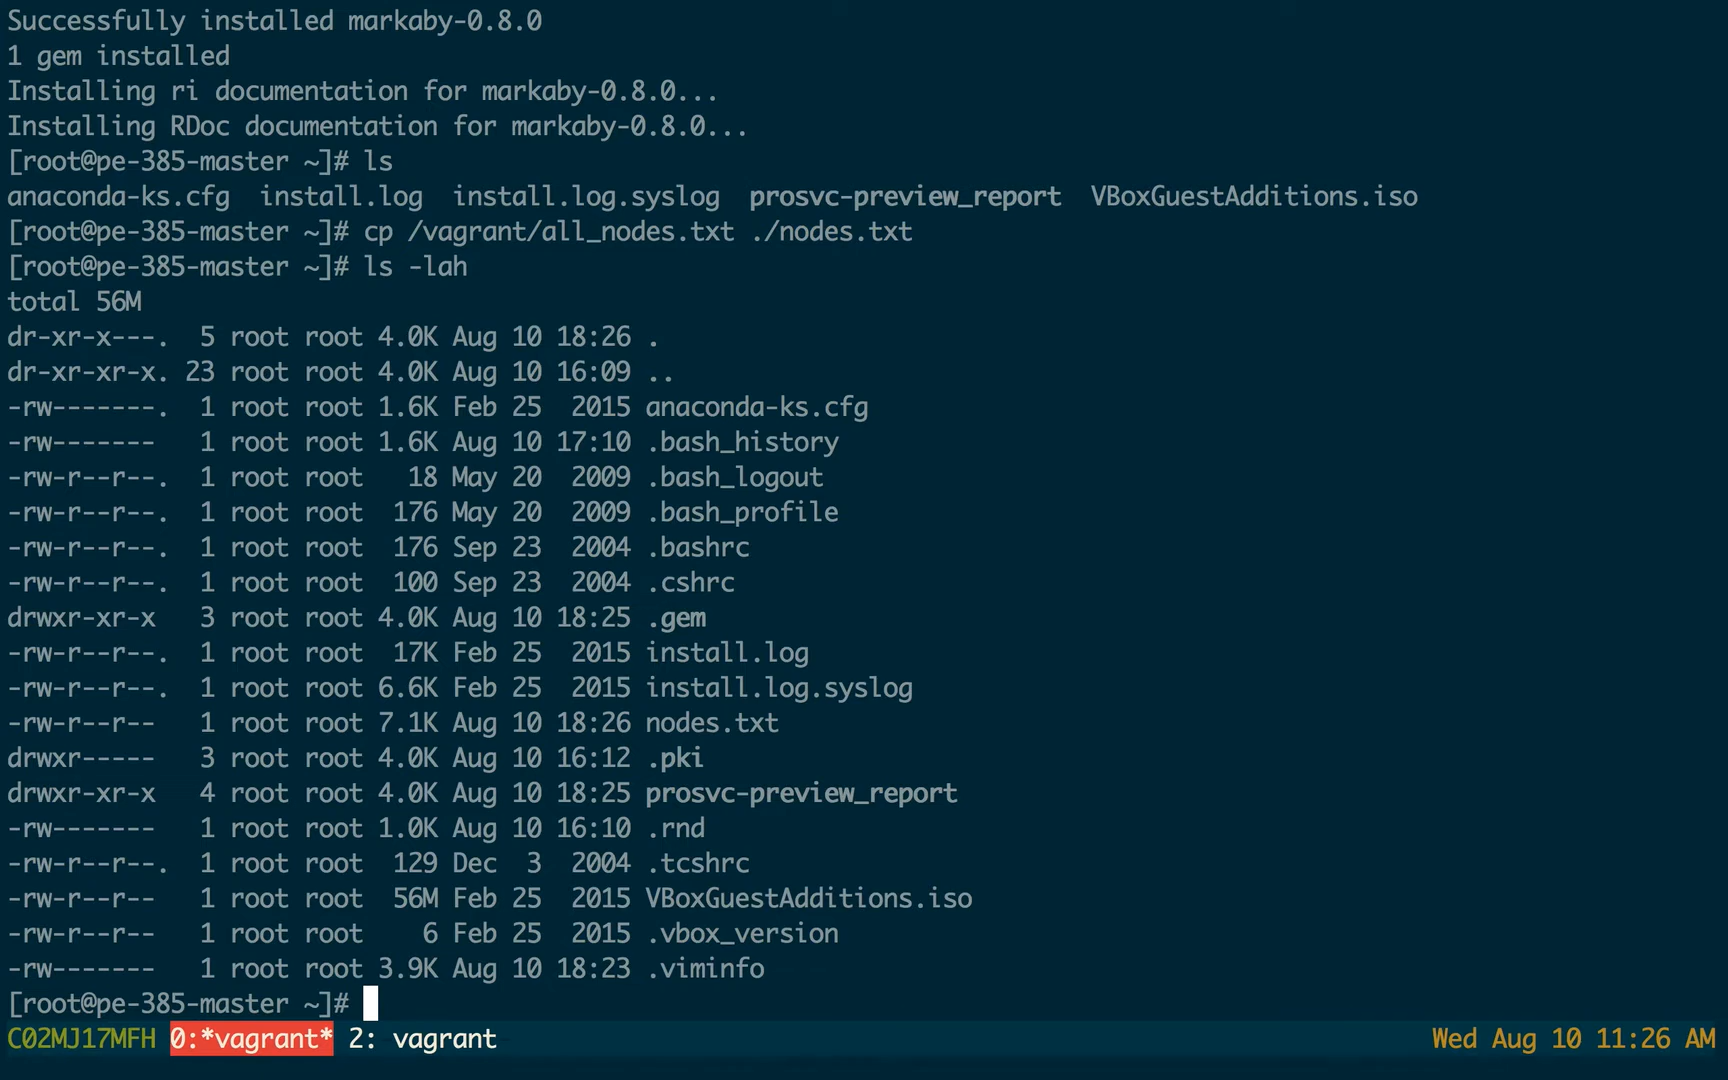 Successfully installed markaby-0.8.0
1 gem installed
Installing ri documentation for markaby-0.8.0...
Installing RDoc documentation for markaby-0.8.0...
[root@pe-385-master ~]# ls
anaconda-ks.cfg  install.log  install.log.syslog  prosvc-preview_report  VBoxGuestAdditions.iso
[root@pe-385-master ~]# cp /vagrant/all_nodes.txt ./nodes.txt
[root@pe-385-master ~]# ls -lah
total 56M
dr-xr-x---.  5 root root 4.0K Aug 10 18:26 .
dr-xr-xr-x. 23 root root 4.0K Aug 10 16:09 ..
-rw-------.  1 root root 1.6K Feb 25  2015 anaconda-ks.cfg
-rw-------   1 root root 1.6K Aug 10 17:10 .bash_history
-rw-r--r--.  1 root root   18 May 20  2009 .bash_logout
-rw-r--r--.  1 root root  176 May 20  2009 .bash_profile
-rw-r--r--.  1 root root  176 Sep 23  2004 .bashrc
-rw-r--r--.  1 root root  100 Sep 23  2004 .cshrc
drwxr-xr-x   3 root root 4.0K Aug 10 18:25 .gem
-rw-r--r--.  1 root root  17K Feb 25  2015 install.log
-rw-r--r--.  1 root root 6.6K Feb 25  2015 install.log.syslog
-rw-r--r--   1 root root 7.1K Aug 10 18:26 nodes.txt
drwxr-----   3 root root 4.0K Aug 10 16:12 .pki
drwxr-xr-x   4 root root 4.0K Aug 10 18:25 prosvc-preview_report
-rw-------   1 root root 1.0K Aug 10 16:10 .rnd
-rw-r--r--.  1 root root  129 Dec  3  2004 .tcshrc
-rw-r--r--   1 root root  56M Feb 25  2015 VBoxGuestAdditions.iso
-rw-r--r--   1 root root    6 Feb 25  2015 .vbox_version
-rw-------   1 root root 3.9K Aug 10 18:23 .viminfo
[root@pe-385-master ~]#
C02MJ17MFH 0:*vagrant* 2: vagrant Wed Aug 10 11:26 AM